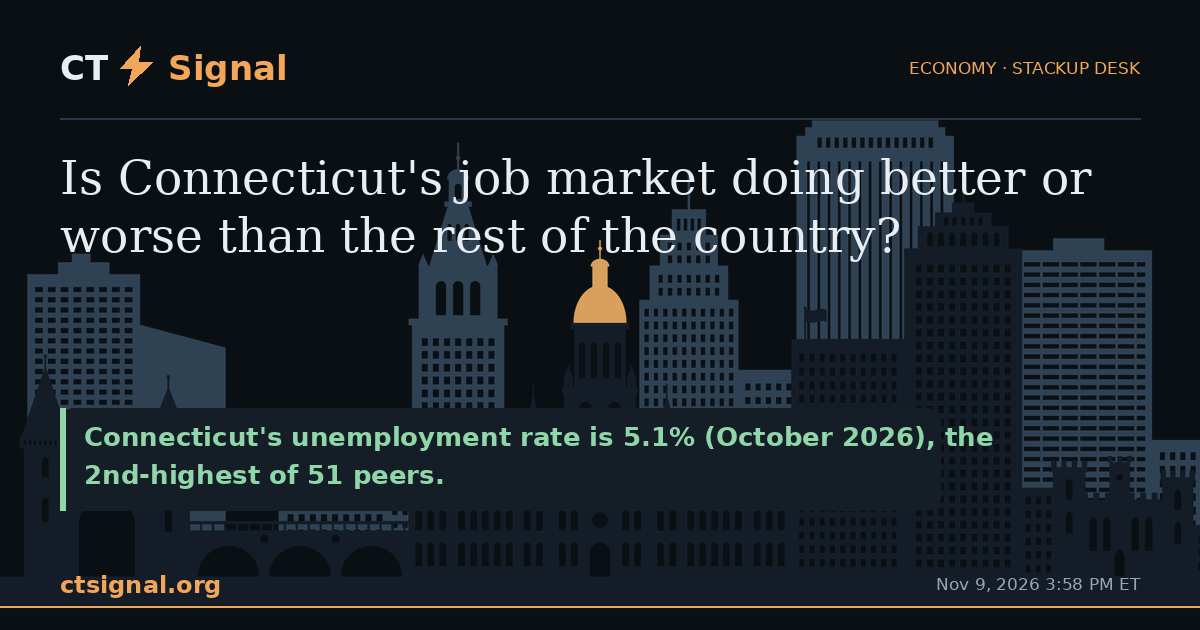 CT Signal
ECONOMY · STACKUP DESK
Is Connecticut's job market doing better or
worse than the rest of the country?
Connecticut's unemployment rate is 5.1% (October 2026), the
2nd-highest of 51 peers.
ctsignal.org
Nov 9, 2026 3:58 PM ET